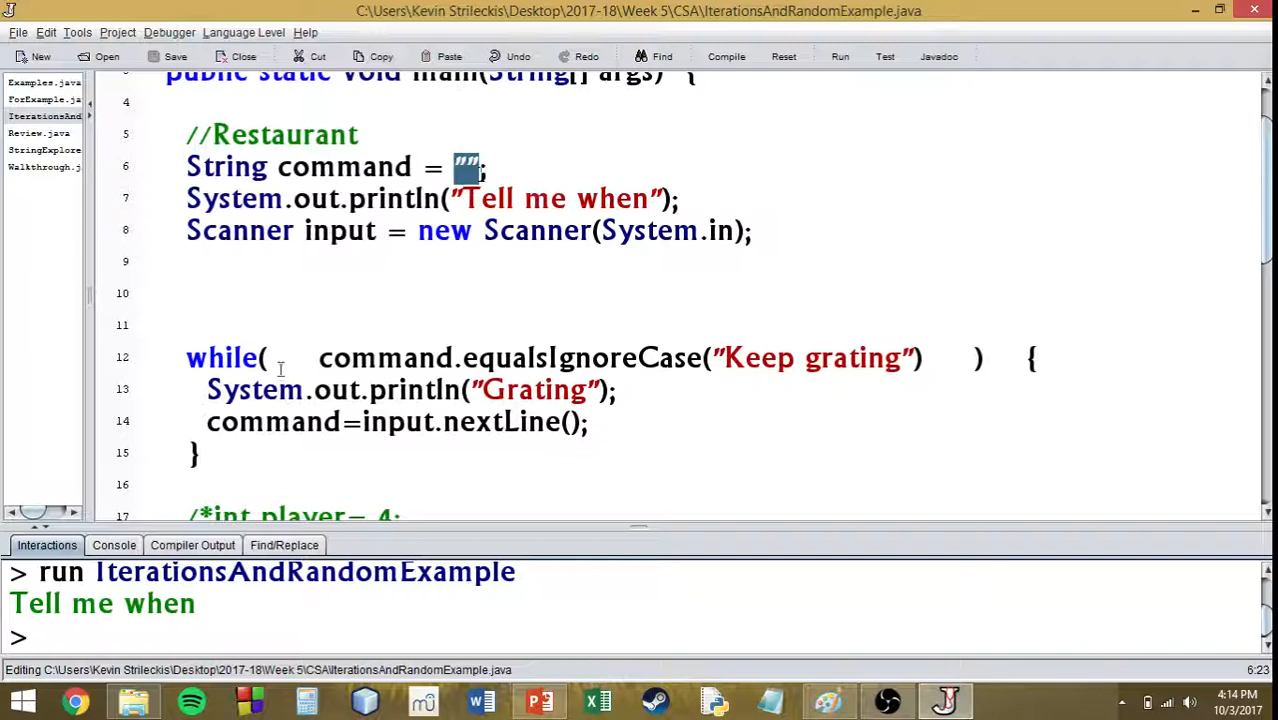 C:\Users\Kevin Strileckis\Desktop\2017-18\Week 5\CSA\IterationsAndRandomExample.java
File Edit Tools Project Debugger Language Level Help
New Open Save Close Cut Copy Paste Undo Redo Find Compile Reset Run Test Javadoc
Examples.java
ForExample.ja
IterationsAnd
Review.java
StringExplore
Walkthrough.j
3 public static void main(String[] args) {
4
5 //Restaurant
6 String command = "";
7 System.out.println("Tell me when");
8 Scanner input = new Scanner(System.in);
9
10
11
12 while( command.equalsIgnoreCase("Keep grating") ) {
13 System.out.println("Grating");
14 command=input.nextLine();
15 }
16
17 /*int player= 4;
Interactions Console Compiler Output Find/Replace
> run IterationsAndRandomExample
Tell me when
>
Editing C:\Users\Kevin Strileckis\Desktop\2017-18\Week 5\CSA\IterationsAndRandomExample.java 6:23
4:14 PM
10/3/2017